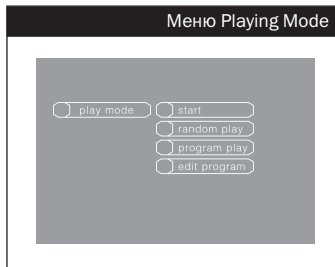 Меню Playing Mode
play mode start
random play
program play
edit program